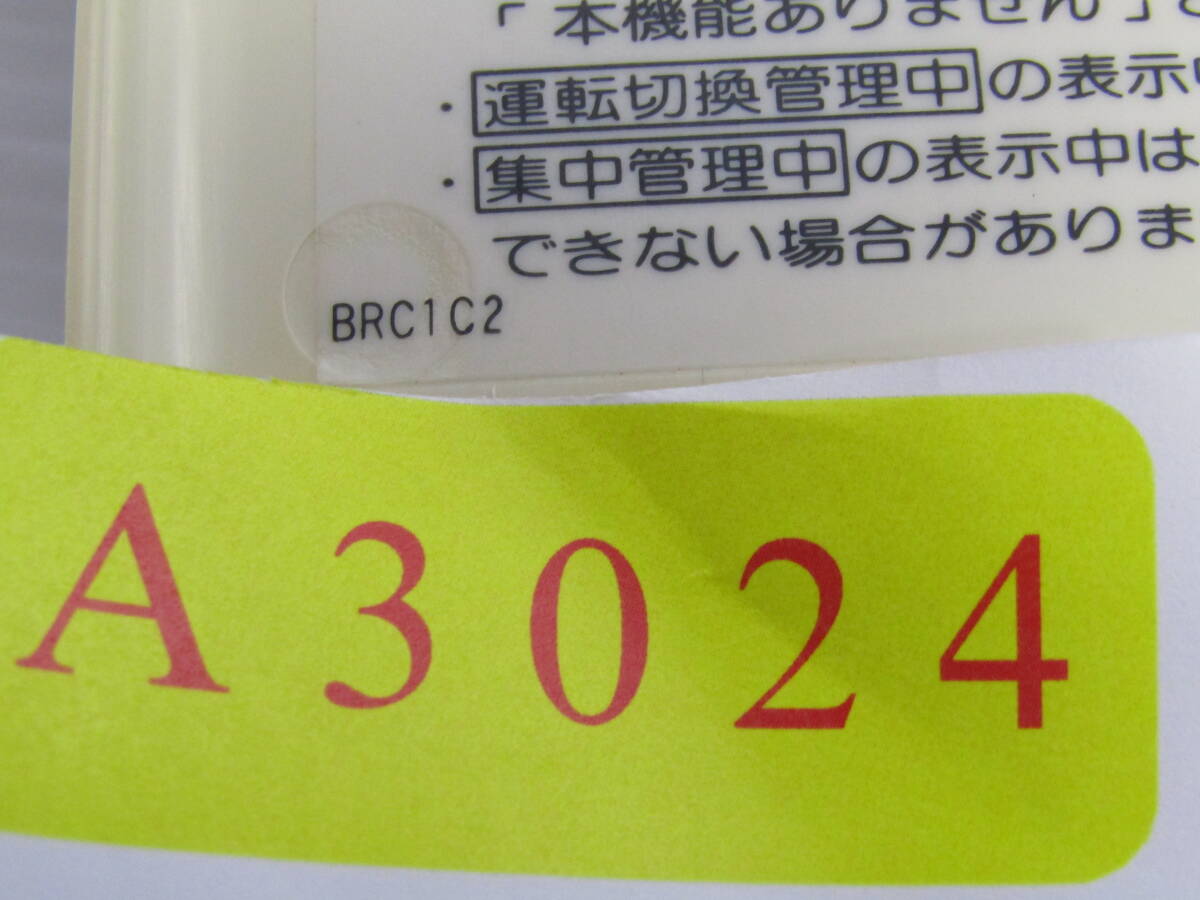 「本機能ありません」
・運転切換管理中の表示
・集中管理中の表示中は
できない場合がありま
BRC1C2
A3024